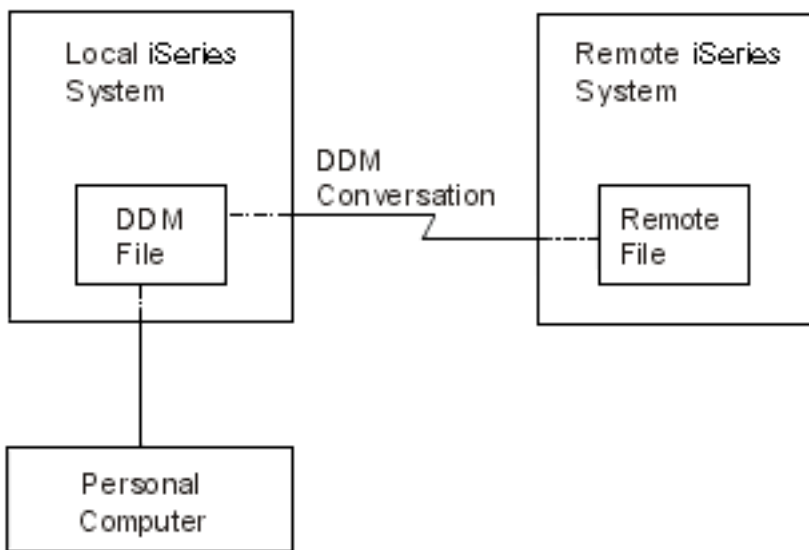 Local iSeries
System
Remote iSeries
System
DDM
Conversation
DDM
File
Remote
File
Personal
Computer